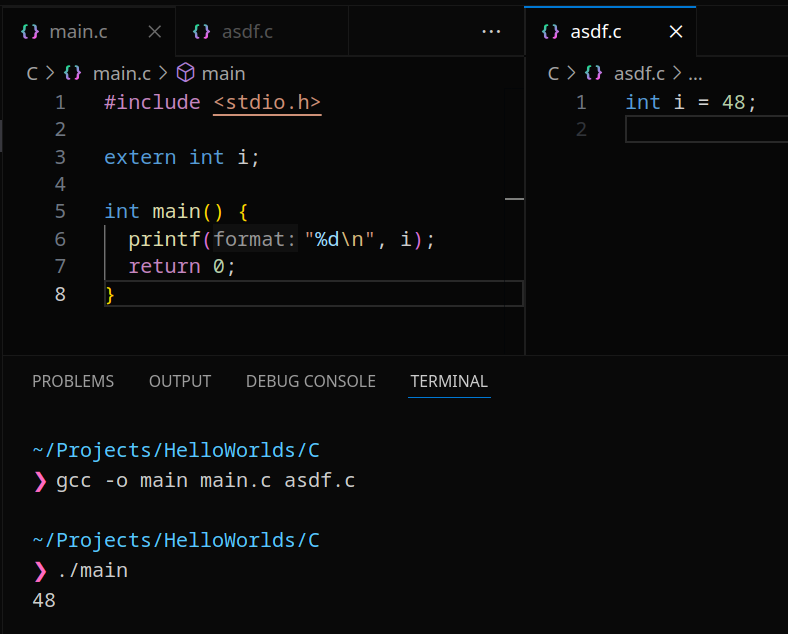 main.c
asdf.c
...
asdf.c
C > main.c > main
1 #include <stdio.h>
2
3 extern int i;
4
5 int main() {
6 printf(format: "%d\n", i);
7 return 0;
8 }
C > asdf.c > ...
1 int i = 48;
2
PROBLEMS OUTPUT DEBUG CONSOLE TERMINAL
~/Projects/HelloWorlds/C
❯ gcc -o main main.c asdf.c
~/Projects/HelloWorlds/C
❯ ./main
48